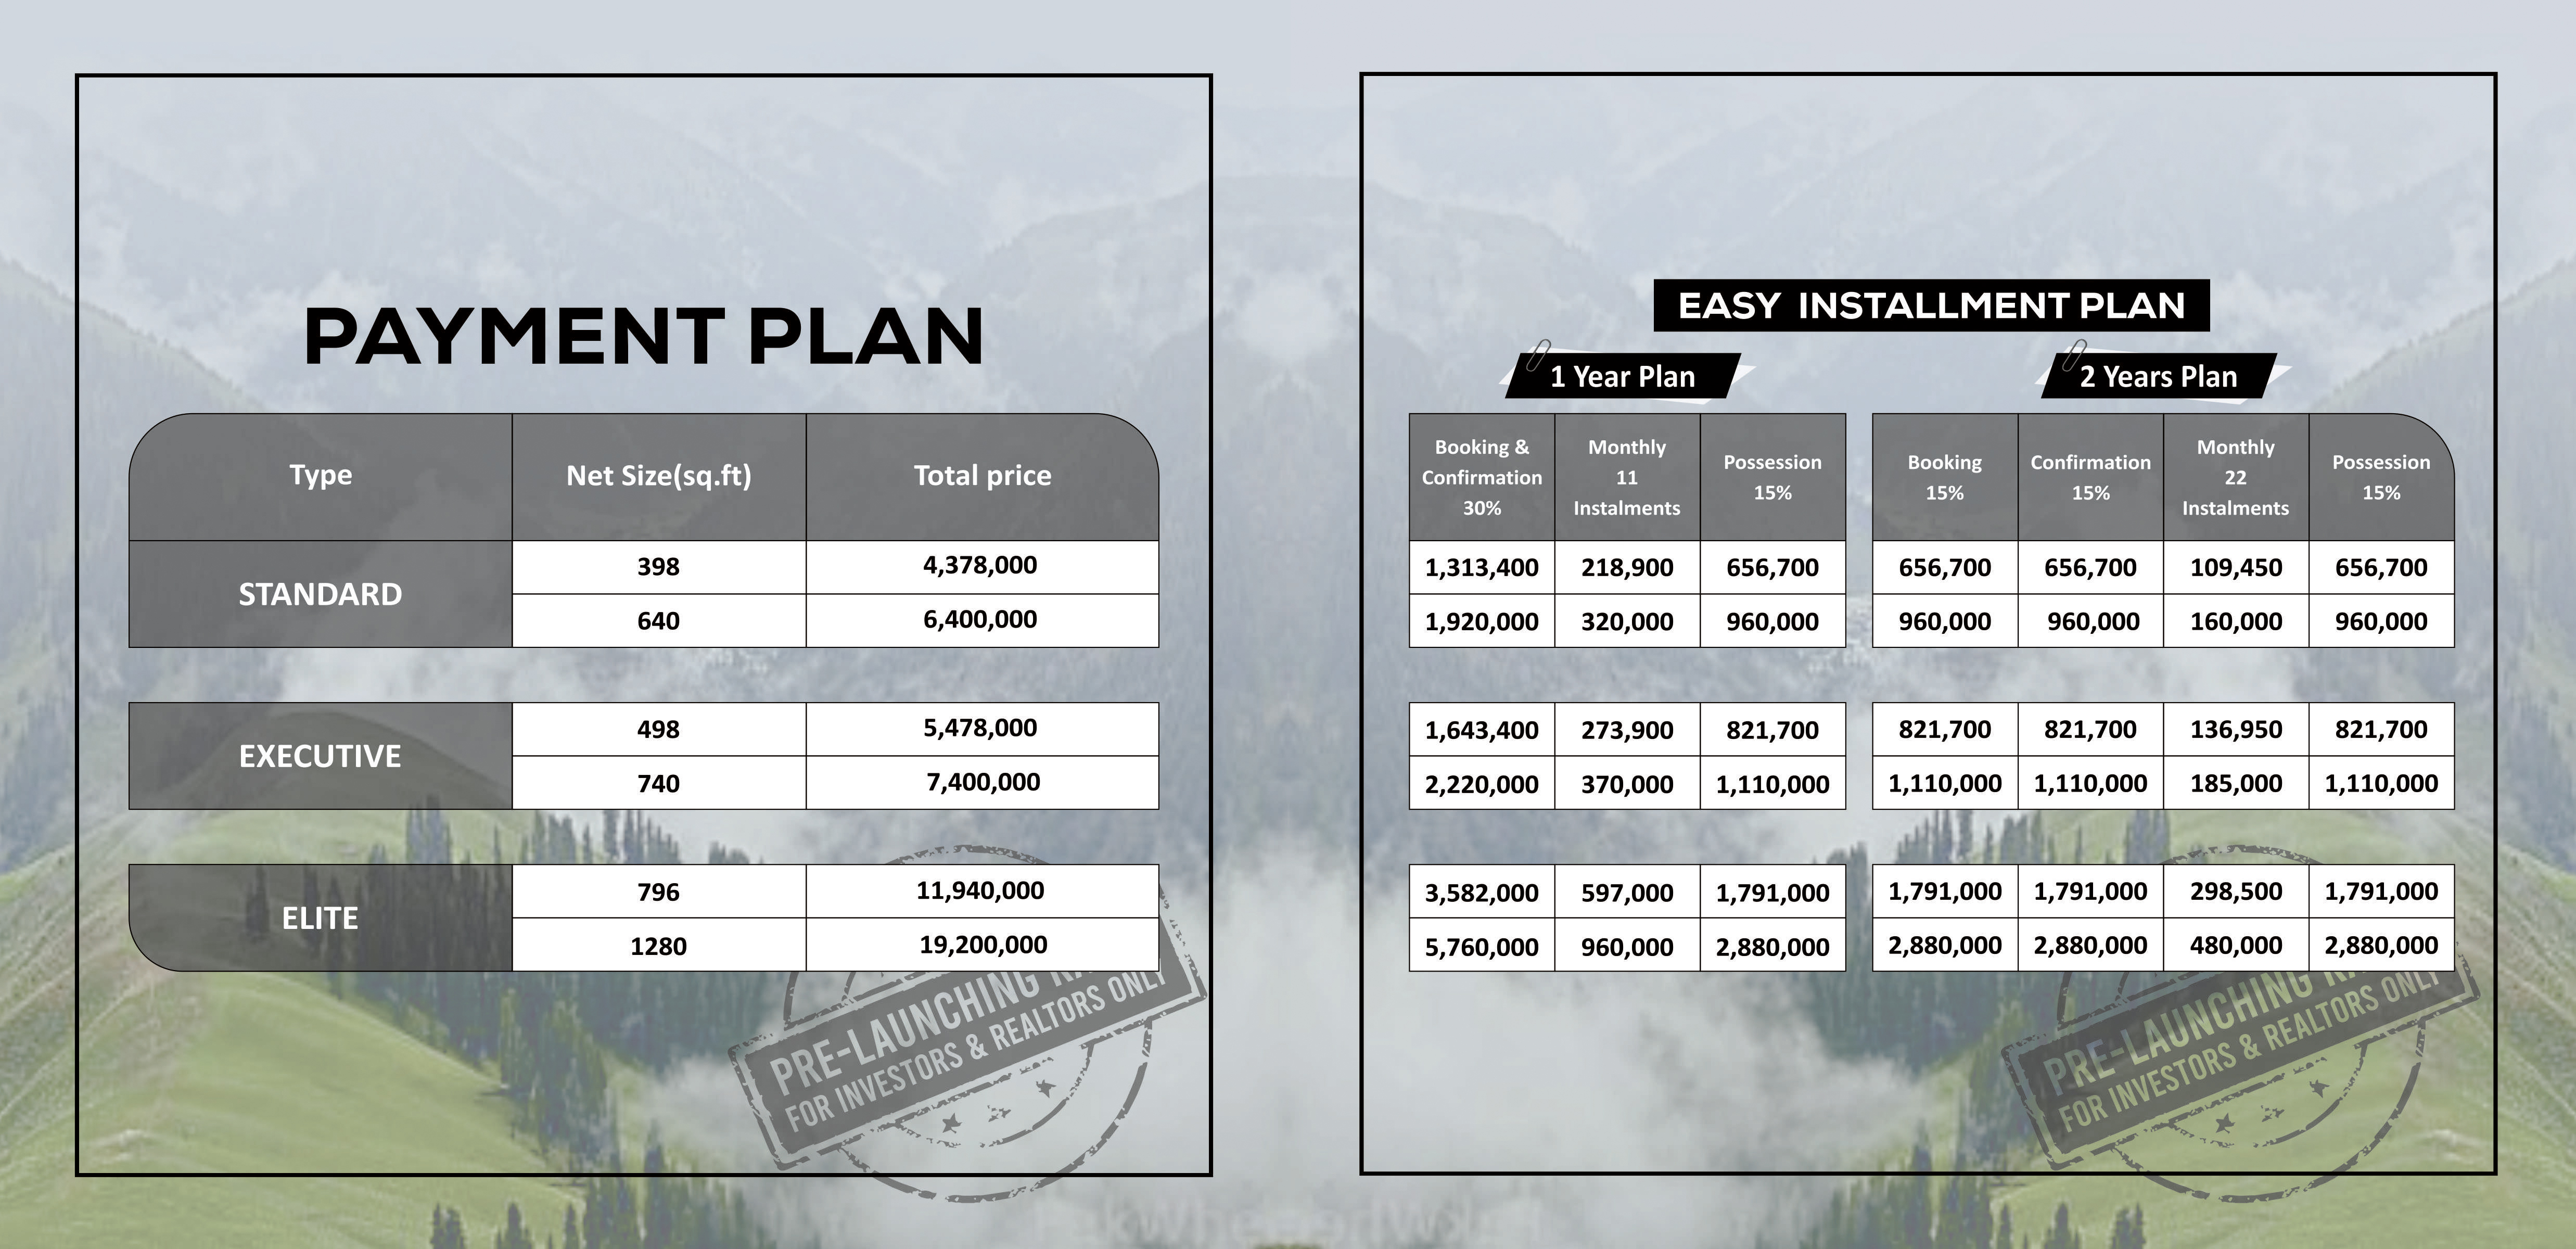 PAYMENT PLAN
Type Net Size(sq.ft) Total price
STANDARD
398 4,378,000
640 6,400,000
EXECUTIVE
498 5,478,000
740 7,400,000
ELITE
796 11,940,000
1280 19,200,000
PRE-LAUNCHING
FOR INVESTORS & REALTORS ONLY
EASY INSTALLMENT PLAN
1 Year Plan
Booking &
Confirmation
30%
Monthly
11
Instalments
Possession
15%
1,313,400 218,900 656,700
1,920,000 320,000 960,000
1,643,400 273,900 821,700
2,220,000 370,000 1,110,000
3,582,000 597,000 1,791,000
5,760,000 960,000 2,880,000
2 Years Plan
Booking
15%
Confirmation
15%
Monthly
22
Instalments
Possession
15%
656,700 656,700 109,450 656,700
960,000 960,000 160,000 960,000
821,700 821,700 136,950 821,700
1,110,000 1,110,000 185,000 1,110,000
1,791,000 1,791,000 298,500 1,791,000
2,880,000 2,880,000 480,000 2,880,000
PRE-LAUNCHING
FOR INVESTORS & REALTORS ONLY